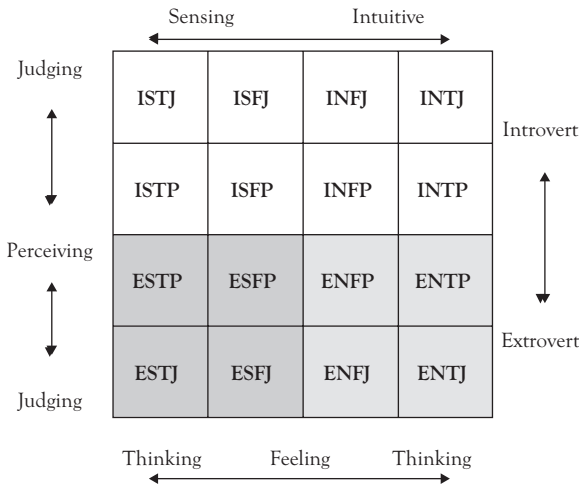 Sensing Intuitive
Judging
ISTJ ISFJ INFJ INTJ
Introvert
ISTP ISFP INFP INTP
Perceiving
ESTP ESFP ENFP ENTP
Extrovert
ESTJ ESFJ ENFJ ENTJ
Judging
Thinking Feeling Thinking